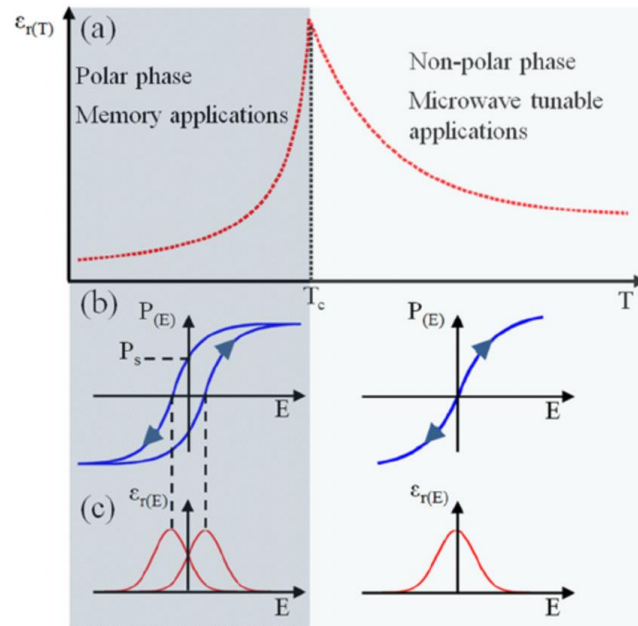 εr(T)
(a)
Polar phase
Memory applications
Non-polar phase
Microwave tunable
applications
Tc
T
(b)
P(E)
Ps
E
P(E)
E
(c)
εr(E)
E
εr(E)
E